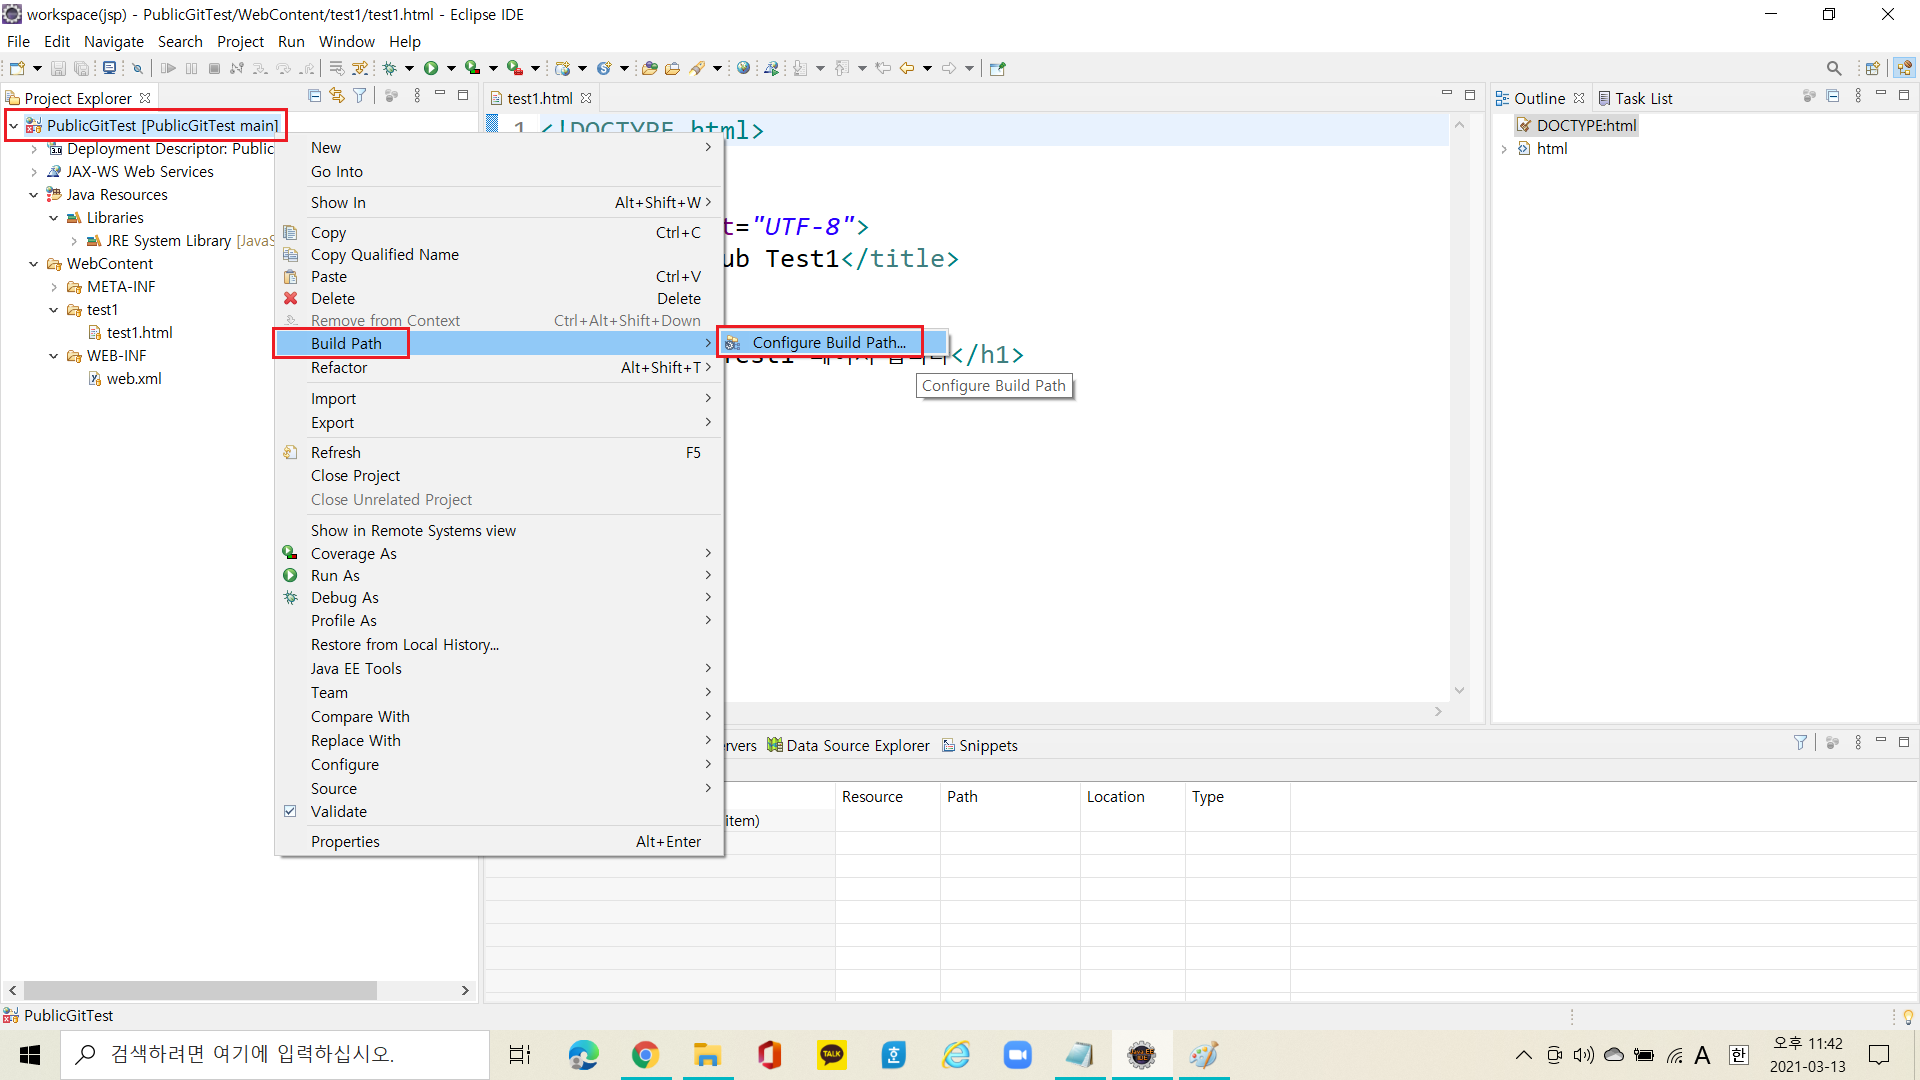 workspace(jsp) - PublicGitTest/WebContent/test1/test1.html - Eclipse IDE
File Edit Navigate Search Project Run Window Help
Project Explorer
PublicGitTest [PublicGitTest main]
Deployment Descriptor: Public
JAX-WS Web Services
Java Resources
Libraries
JRE System Library [JavaS
WebContent
META-INF
test1
test1.html
WEB-INF
web.xml
New
Go Into
Show In Alt+Shift+W
Copy Ctrl+C
Copy Qualified Name
Paste Ctrl+V
Delete Delete
Remove from Context Ctrl+Alt+Shift+Down
Build Path
Refactor Alt+Shift+T
Import
Export
Refresh F5
Close Project
Close Unrelated Project
Show in Remote Systems view
Coverage As
Run As
Debug As
Profile As
Restore from Local History...
Java EE Tools
Team
Compare With
Replace With
Configure
Source
Validate
Properties Alt+Enter
Configure Build Path...
Configure Build Path
test1.html
1 <!DOCTYPE html>
t="UTF-8">
ub Test1</title>
</h1>
Outline Task List
DOCTYPE:html
html
rvers Data Source Explorer Snippets
Resource Path Location Type
item)
PublicGitTest
검색하려면 여기에 입력하십시오.
TALK
A 한 오후 11:42
2021-03-13